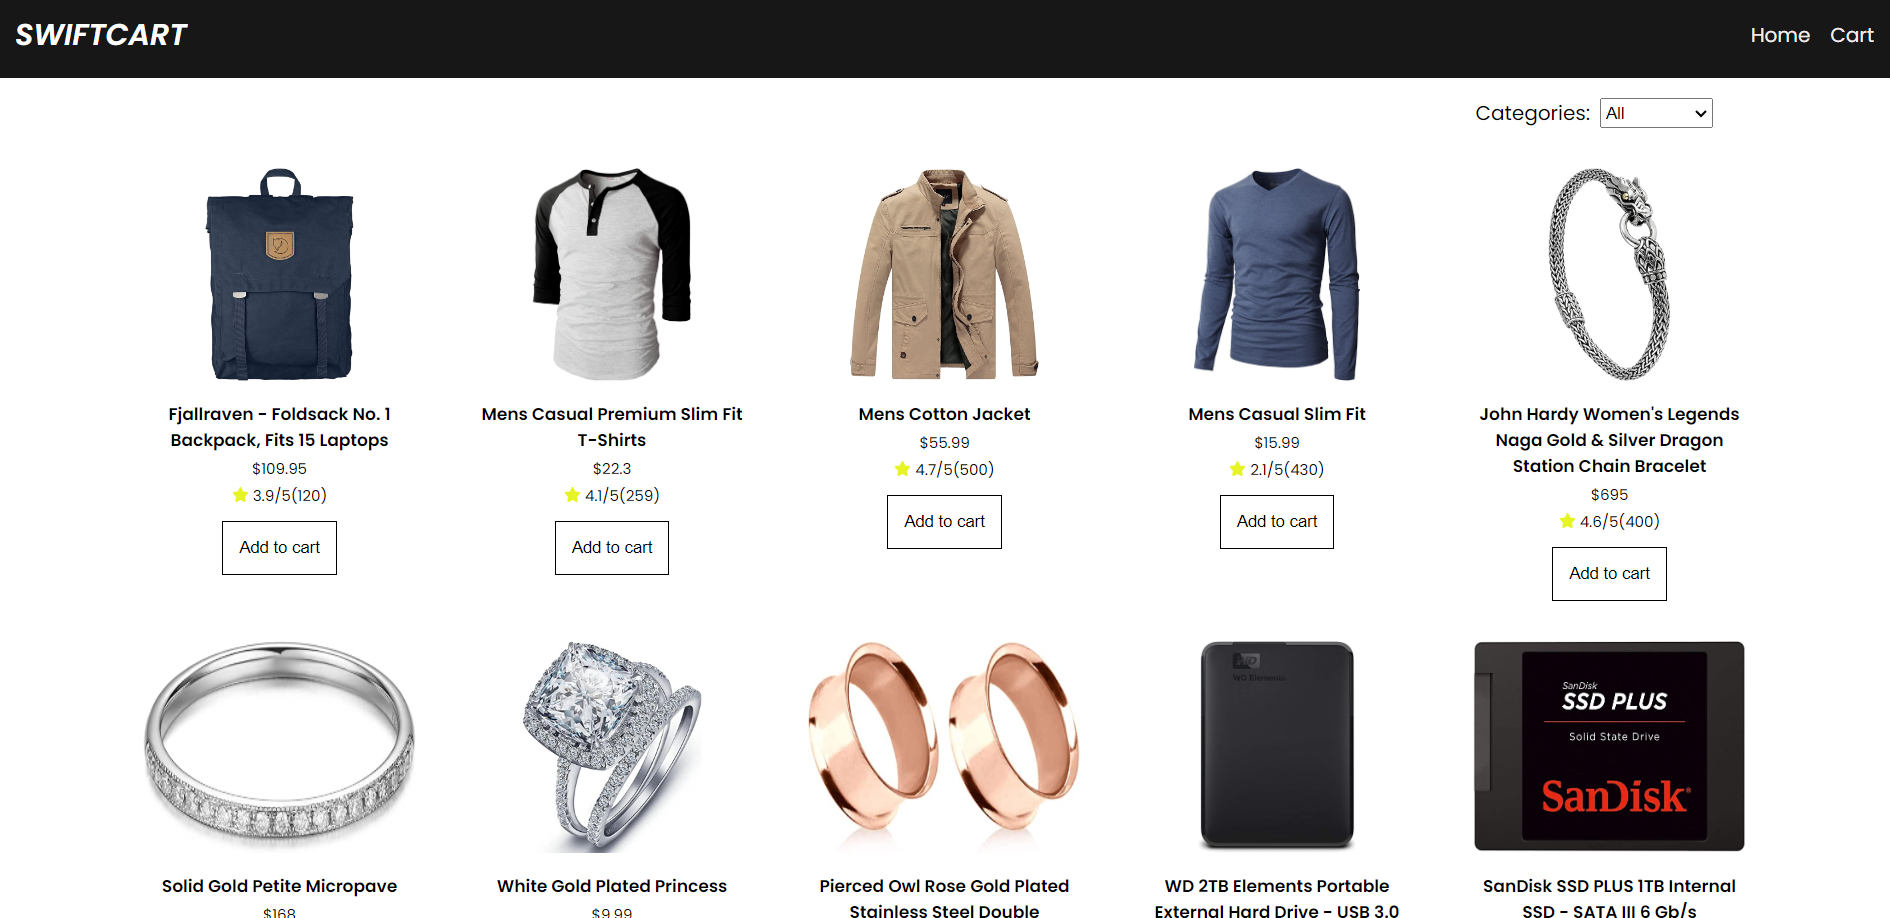 SWIFTCART
Home Cart
Categories: All
Fjallraven - Foldsack No. 1
Backpack, Fits 15 Laptops
$109.95
3.9/5(120)
Add to cart
Mens Casual Premium Slim Fit
T-Shirts
$22.3
4.1/5(259)
Add to cart
Mens Cotton Jacket
$55.99
4.7/5(500)
Add to cart
Mens Casual Slim Fit
$15.99
2.1/5(430)
Add to cart
John Hardy Women's Legends
Naga Gold & Silver Dragon
Station Chain Bracelet
$695
4.6/5(400)
Add to cart
Solid Gold Petite Micropave
$168
White Gold Plated Princess
$9.99
Pierced Owl Rose Gold Plated
Stainless Steel Double
WD
WD Elements
WD 2TB Elements Portable
External Hard Drive - USB 3.0
SanDisk
SSD PLUS
Solid State Drive
SanDisk
SanDisk SSD PLUS 1TB Internal
SSD - SATA III 6 Gb/s